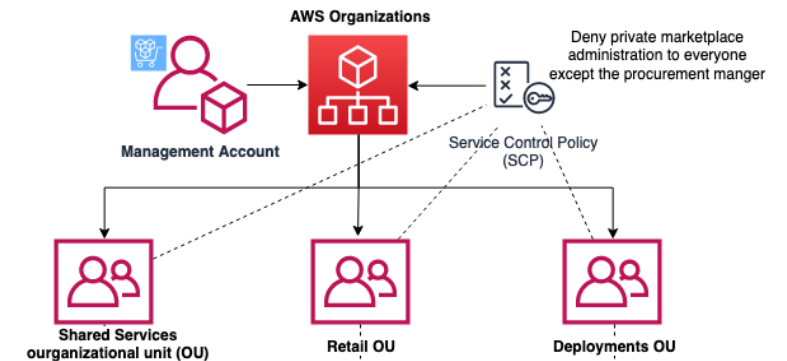 AWS Organizations
Deny private marketplace
administration to everyone
except the procurement manger
Management Account
Service Control Policy
(SCP)
Shared Services
ourganizational unit (OU)
Retail OU
Deployments OU